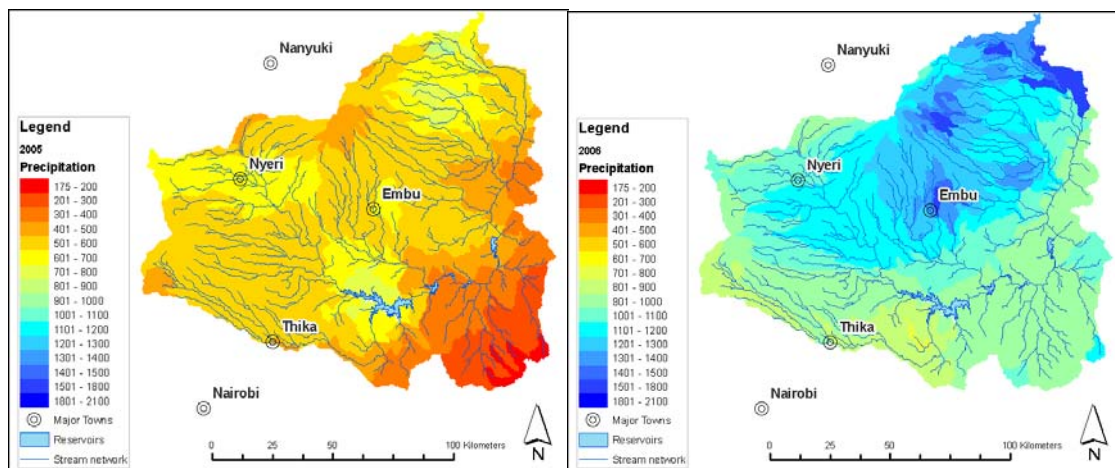 Nanyuki
Legend
2005
Precipitation
175 - 200
201 - 300
301 - 400
401 - 500
501 - 600
601 - 700
701 - 800
801 - 900
901 - 1000
1001 - 1100
1101 - 1200
1201 - 1300
1301 - 1400
1401 - 1500
1501 - 1800
1801 - 2100
Major Towns
Reservoirs
Stream network
Nyeri
Embu
Thika
Nairobi
0 25 50 100 Kilometers
N
Nanyuki
Legend
2006
Precipitation
175 - 200
201 - 300
301 - 400
401 - 500
501 - 600
601 - 700
701 - 800
801 - 900
901 - 1000
1001 - 1100
1101 - 1200
1201 - 1300
1301 - 1400
1401 - 1500
1501 - 1800
1801 - 2100
Major Towns
Reservoirs
Stream network
Nyeri
Embu
Thika
Nairobi
0 25 50 100 Kilometers
N